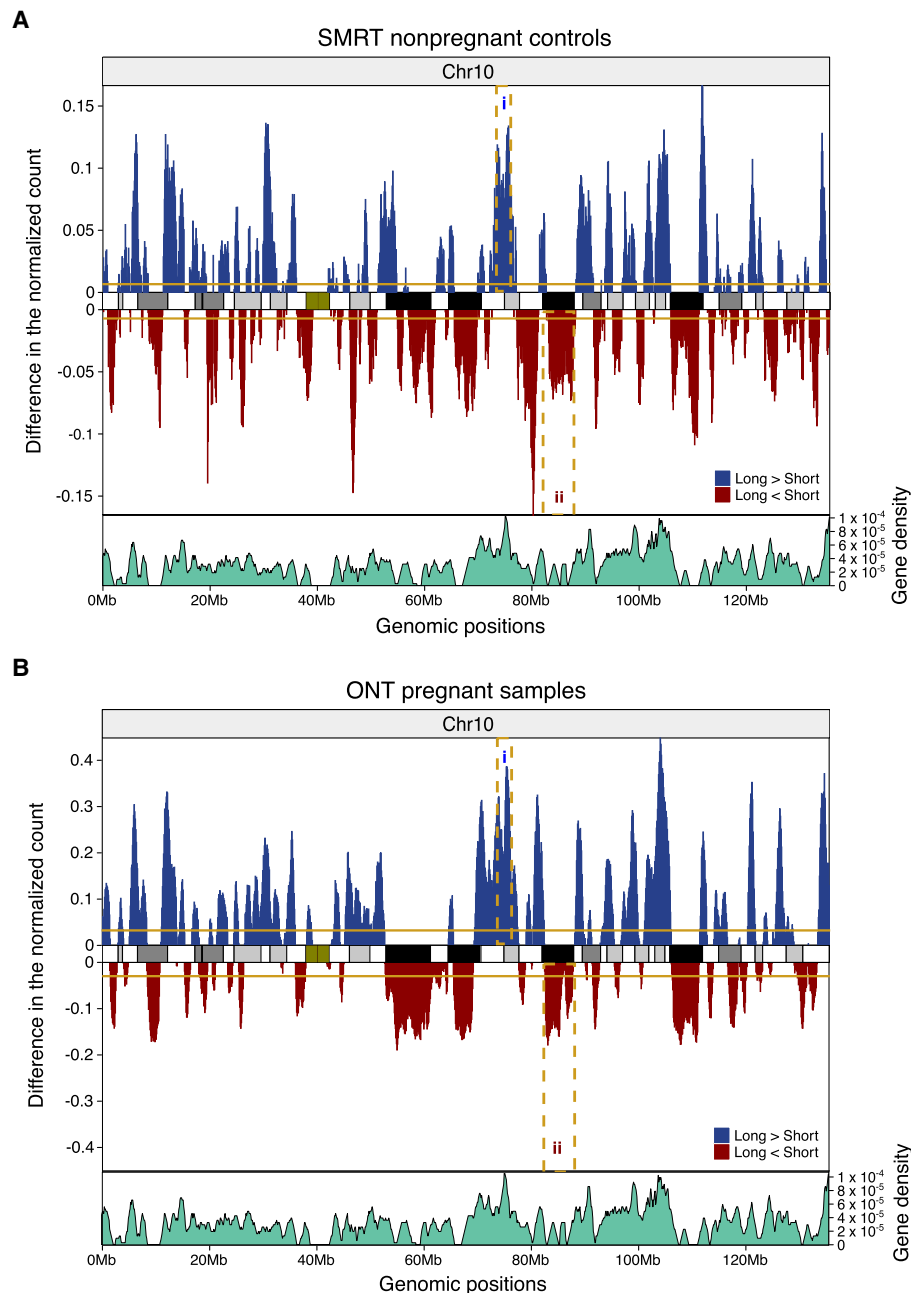 A
SMRT nonpregnant controls
Chr10
Difference in the normalized count
0.15
0.1
0.05
0
0
-0.05
-0.1
-0.15
i
ii
Long > Short
Long < Short
Gene density
1 x 10⁻⁴
8 x 10⁻⁵
6 x 10⁻⁵
4 x 10⁻⁵
2 x 10⁻⁵
0
0Mb 20Mb 40Mb 60Mb 80Mb 100Mb 120Mb
Genomic positions
B
ONT pregnant samples
Chr10
Difference in the normalized count
0.4
0.3
0.2
0.1
0
0
-0.1
-0.2
-0.3
-0.4
i
ii
Long > Short
Long < Short
Gene density
1 x 10⁻⁴
8 x 10⁻⁵
6 x 10⁻⁵
4 x 10⁻⁵
2 x 10⁻⁵
0
0Mb 20Mb 40Mb 60Mb 80Mb 100Mb 120Mb
Genomic positions